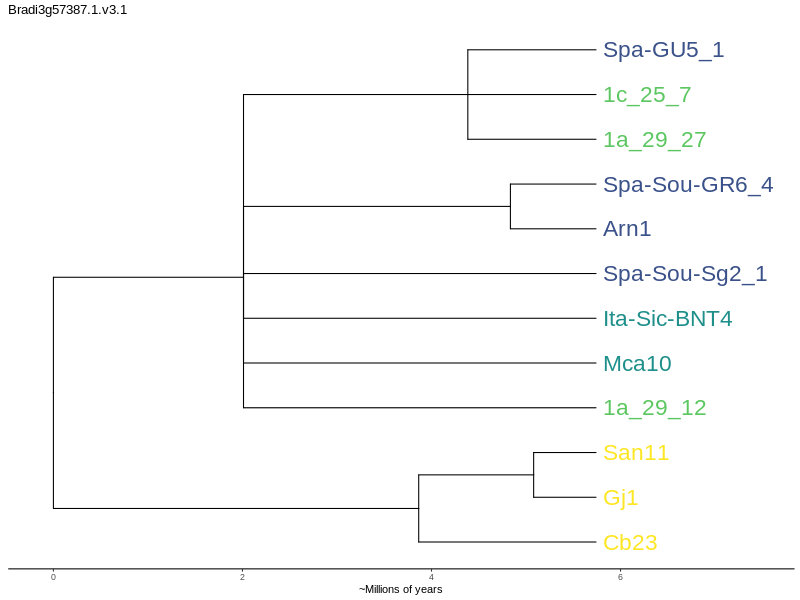 Bradi3g57387.1.v3.1
Spa-GU5_1
1c_25_7
1a_29_27
Spa-Sou-GR6_4
Arn1
Spa-Sou-Sg2_1
Ita-Sic-BNT4
Mca10
1a_29_12
San11
Gj1
Cb23
0 2 4 6
~Millions of years